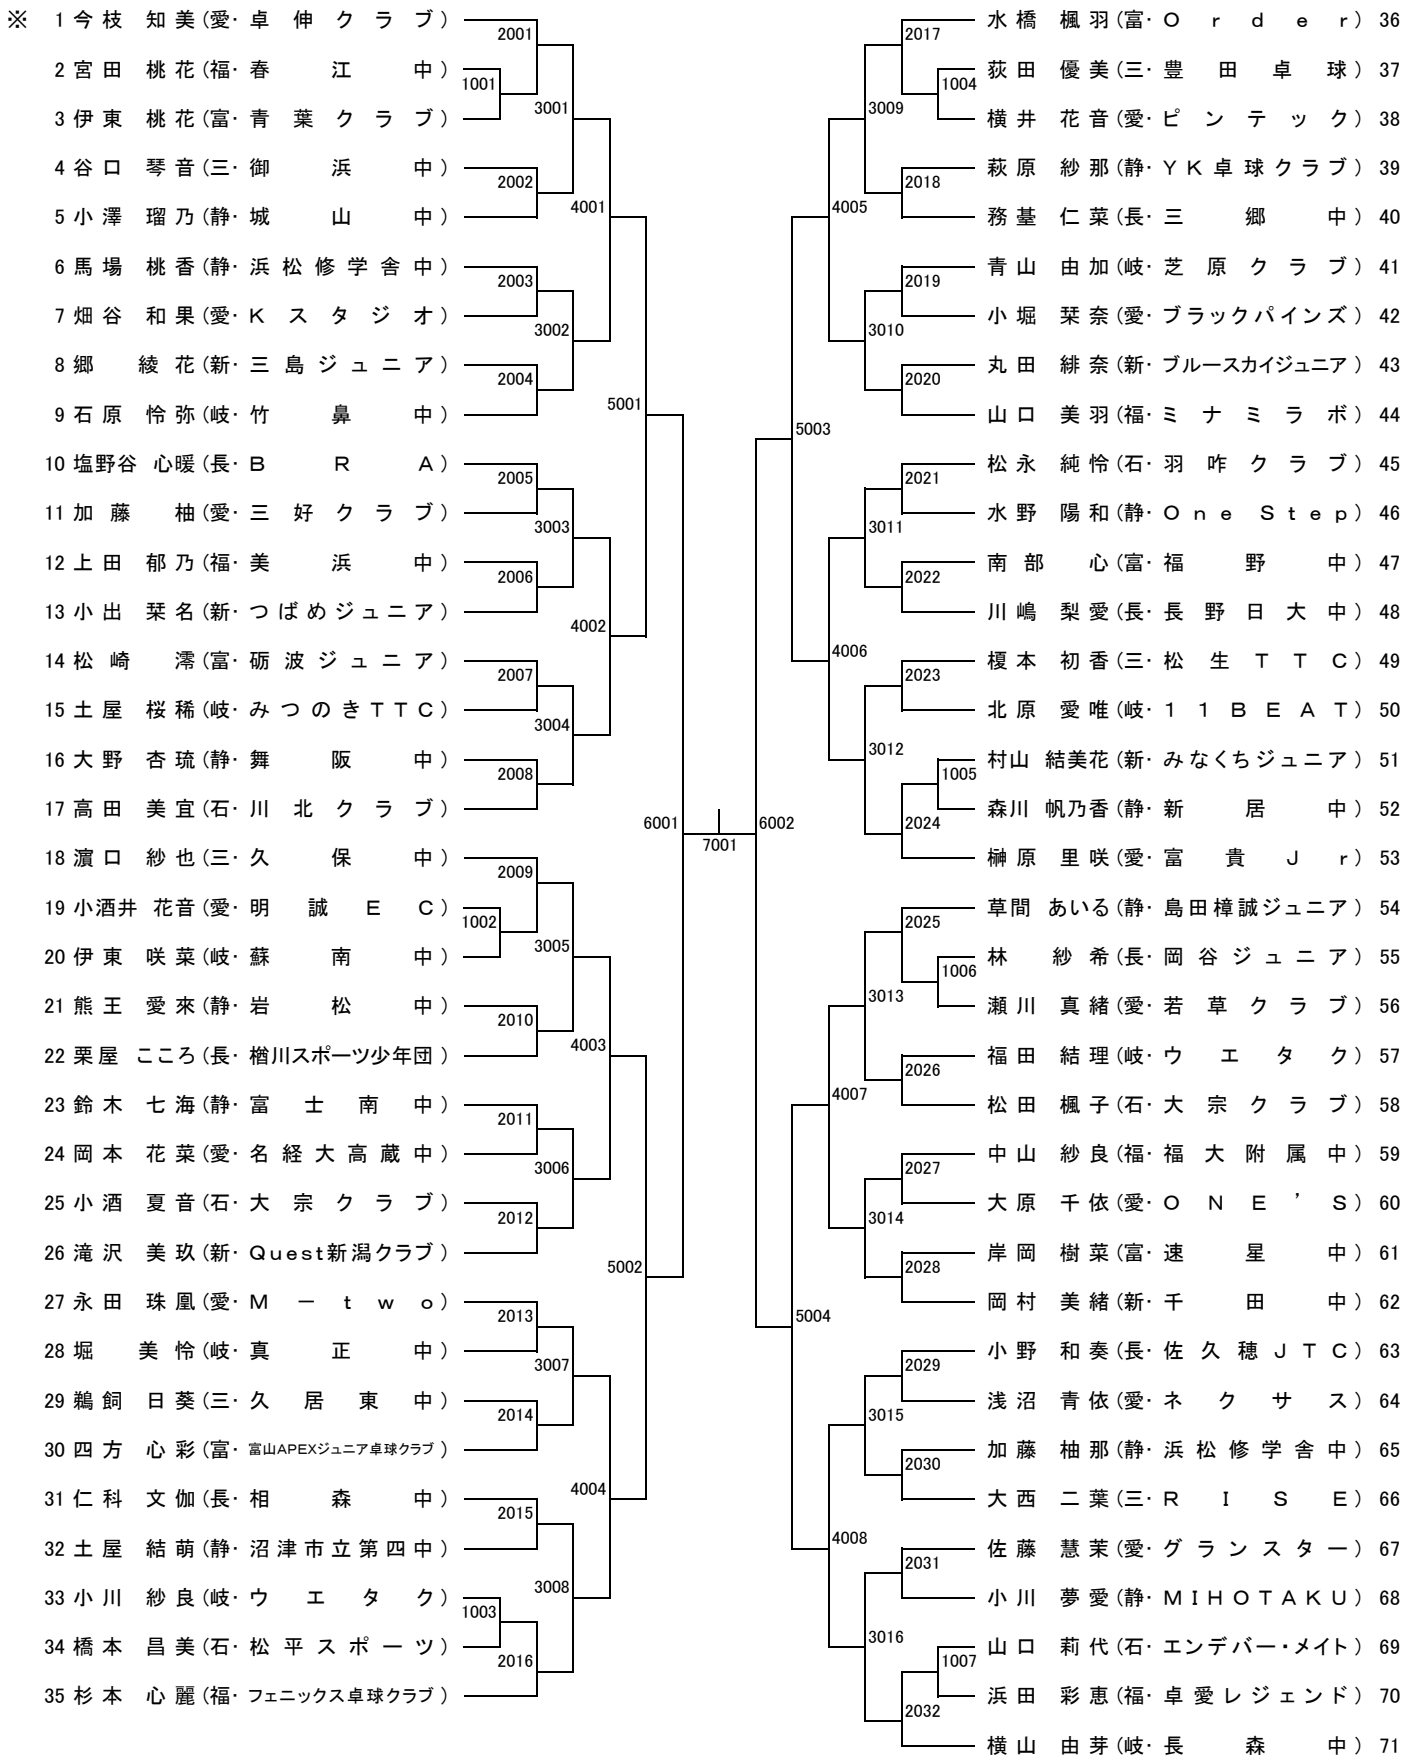 ※ 1 今枝 知美 (愛・卓伸クラブ)
2001
2 宮田 桃花 (福・春江中)
1001
3001
3 伊東 桃花 (富・青葉クラブ)
4 谷口 琴音 (三・御浜中)
2002
4001
5 小澤 瑠乃 (静・城山中)
6 馬場 桃香 (静・浜松修学舎中)
2003
7 畑谷 和果 (愛・Kスタジオ)
3002
8 郷 綾花 (新・三島ジュニア)
2004
5001
9 石原 怜弥 (岐・竹鼻中)
10 塩野谷 心暖 (長・BRA)
2005
11 加藤 柚 (愛・三好クラブ)
3003
12 上田 郁乃 (福・美浜中)
2006
13 小出 栞名 (新・つばめジュニア)
4002
14 松崎 澪 (富・砺波ジュニア)
2007
15 土屋 桜稀 (岐・みつのきTTC)
3004
16 大野 杏琉 (静・舞阪中)
2008
17 高田 美宜 (石・川北クラブ)
6001
7001
6002
18 濵口 紗也 (三・久保中)
2009
19 小酒井 花音 (愛・明誠EC)
1002
3005
20 伊東 咲菜 (岐・蘇南中)
21 熊王 愛來 (静・岩松中)
2010
4003
22 栗屋 こころ (長・楢川スポーツ少年団)
23 鈴木 七海 (静・富士南中)
2011
24 岡本 花菜 (愛・名経大高蔵中)
3006
25 小酒 夏音 (石・大宗クラブ)
2012
26 滝沢 美玖 (新・Quest新潟クラブ)
5002
27 永田 珠凰 (愛・M－two)
2013
28 堀 美怜 (岐・真正中)
3007
29 鵜飼 日葵 (三・久居東中)
2014
30 四方 心彩 (富・富山APEXジュニア卓球クラブ)
4004
31 仁科 文伽 (長・相森中)
2015
32 土屋 結萌 (静・沼津市立第四中)
3008
33 小川 紗良 (岐・ウエタク)
1003
34 橋本 昌美 (石・松平スポーツ)
2016
35 杉本 心麗 (福・フェニックス卓球クラブ)
水橋 楓羽 (富・Order) 36
2017
荻田 優美 (三・豊田卓球) 37
1004
3009
横井 花音 (愛・ピンテック) 38
萩原 紗那 (静・YK卓球クラブ) 39
2018
4005
務基 仁菜 (長・三郷中) 40
青山 由加 (岐・芝原クラブ) 41
2019
小堀 栞奈 (愛・ブラックパインズ) 42
3010
丸田 緋奈 (新・ブルースカイジュニア) 43
2020
山口 美羽 (福・ミナミラボ) 44
5003
松永 純怜 (石・羽咋クラブ) 45
2021
水野 陽和 (静・One Step) 46
3011
南部 心 (富・福野中) 47
2022
川嶋 梨愛 (長・長野日大中) 48
4006
榎本 初香 (三・松生TTC) 49
2023
北原 愛唯 (岐・11BEAT) 50
3012
村山 結美花 (新・みなくちジュニア) 51
1005
森川 帆乃香 (静・新居中) 52
2024
榊原 里咲 (愛・富貴Jr) 53
草間 あいる (静・島田樟誠ジュニア) 54
2025
林 紗希 (長・岡谷ジュニア) 55
1006
3013
瀬川 真緒 (愛・若草クラブ) 56
福田 結理 (岐・ウエタク) 57
2026
4007
松田 楓子 (石・大宗クラブ) 58
中山 紗良 (福・福大附属中) 59
2027
大原 千依 (愛・ONE'S) 60
3014
岸岡 樹菜 (富・速星中) 61
2028
岡村 美緒 (新・千田中) 62
5004
小野 和奏 (長・佐久穂JTC) 63
2029
浅沼 青依 (愛・ネクサス) 64
3015
加藤 柚那 (静・浜松修学舎中) 65
2030
大西 二葉 (三・RISE) 66
4008
佐藤 慧茉 (愛・グランスター) 67
2031
小川 夢愛 (静・MIHOTAKU) 68
3016
山口 莉代 (石・エンデバー・メイト) 69
1007
浜田 彩恵 (福・卓愛レジェンド) 70
2032
横山 由芽 (岐・長森中) 71